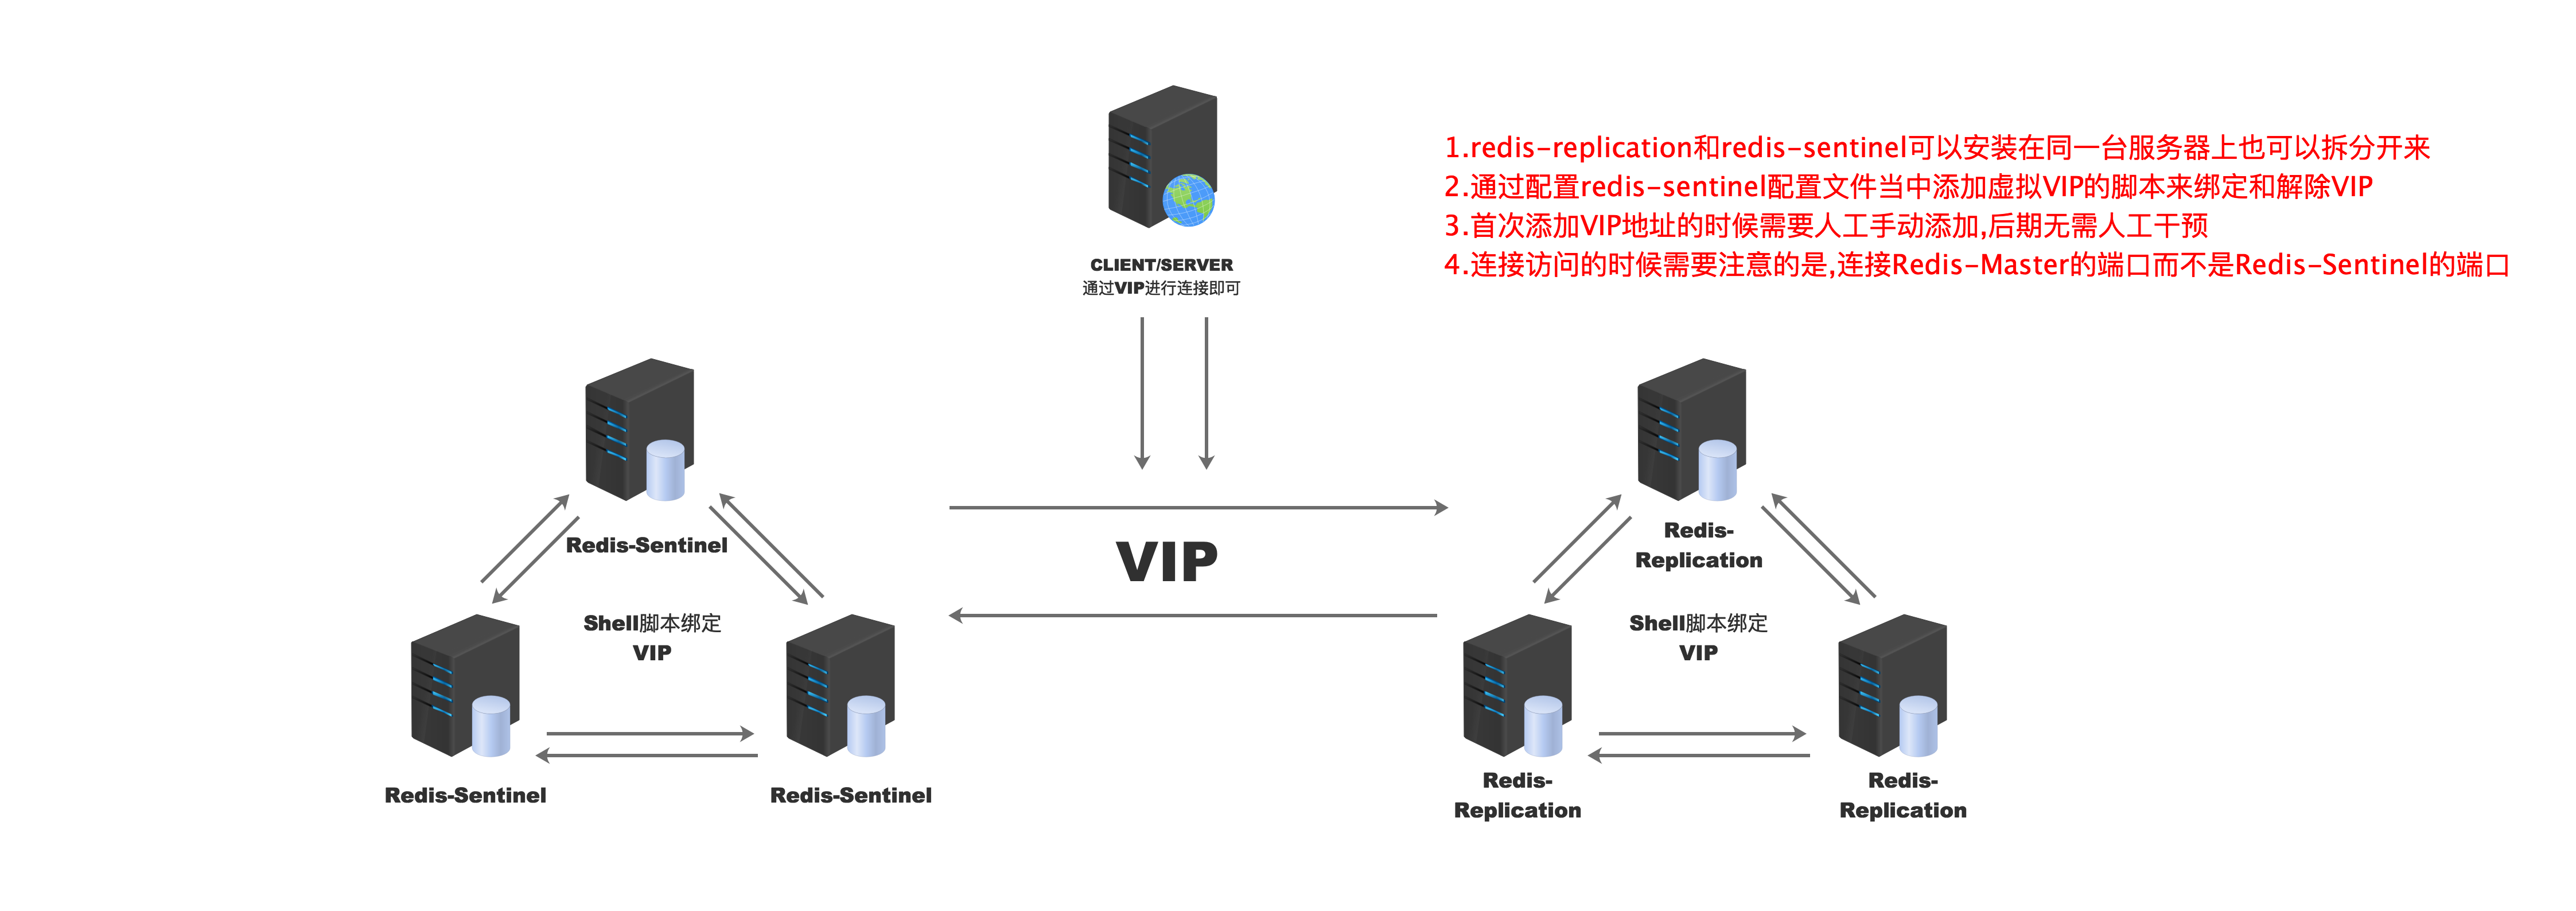 1.redis-replication和redis-sentinel可以安装在同一台服务器上也可以拆分开来
2.通过配置redis-sentinel配置文件当中添加虚拟VIP的脚本来绑定和解除VIP
3.首次添加VIP地址的时候需要人工手动添加,后期无需人工干预
4.连接访问的时候需要注意的是,连接Redis-Master的端口而不是Redis-Sentinel的端口
CLIENT/SERVER
通过VIP进行连接即可
Redis-Sentinel
Shell脚本绑定
VIP
Redis-Sentinel
Redis-Sentinel
VIP
Redis-
Replication
Shell脚本绑定
VIP
Redis-
Replication
Redis-
Replication